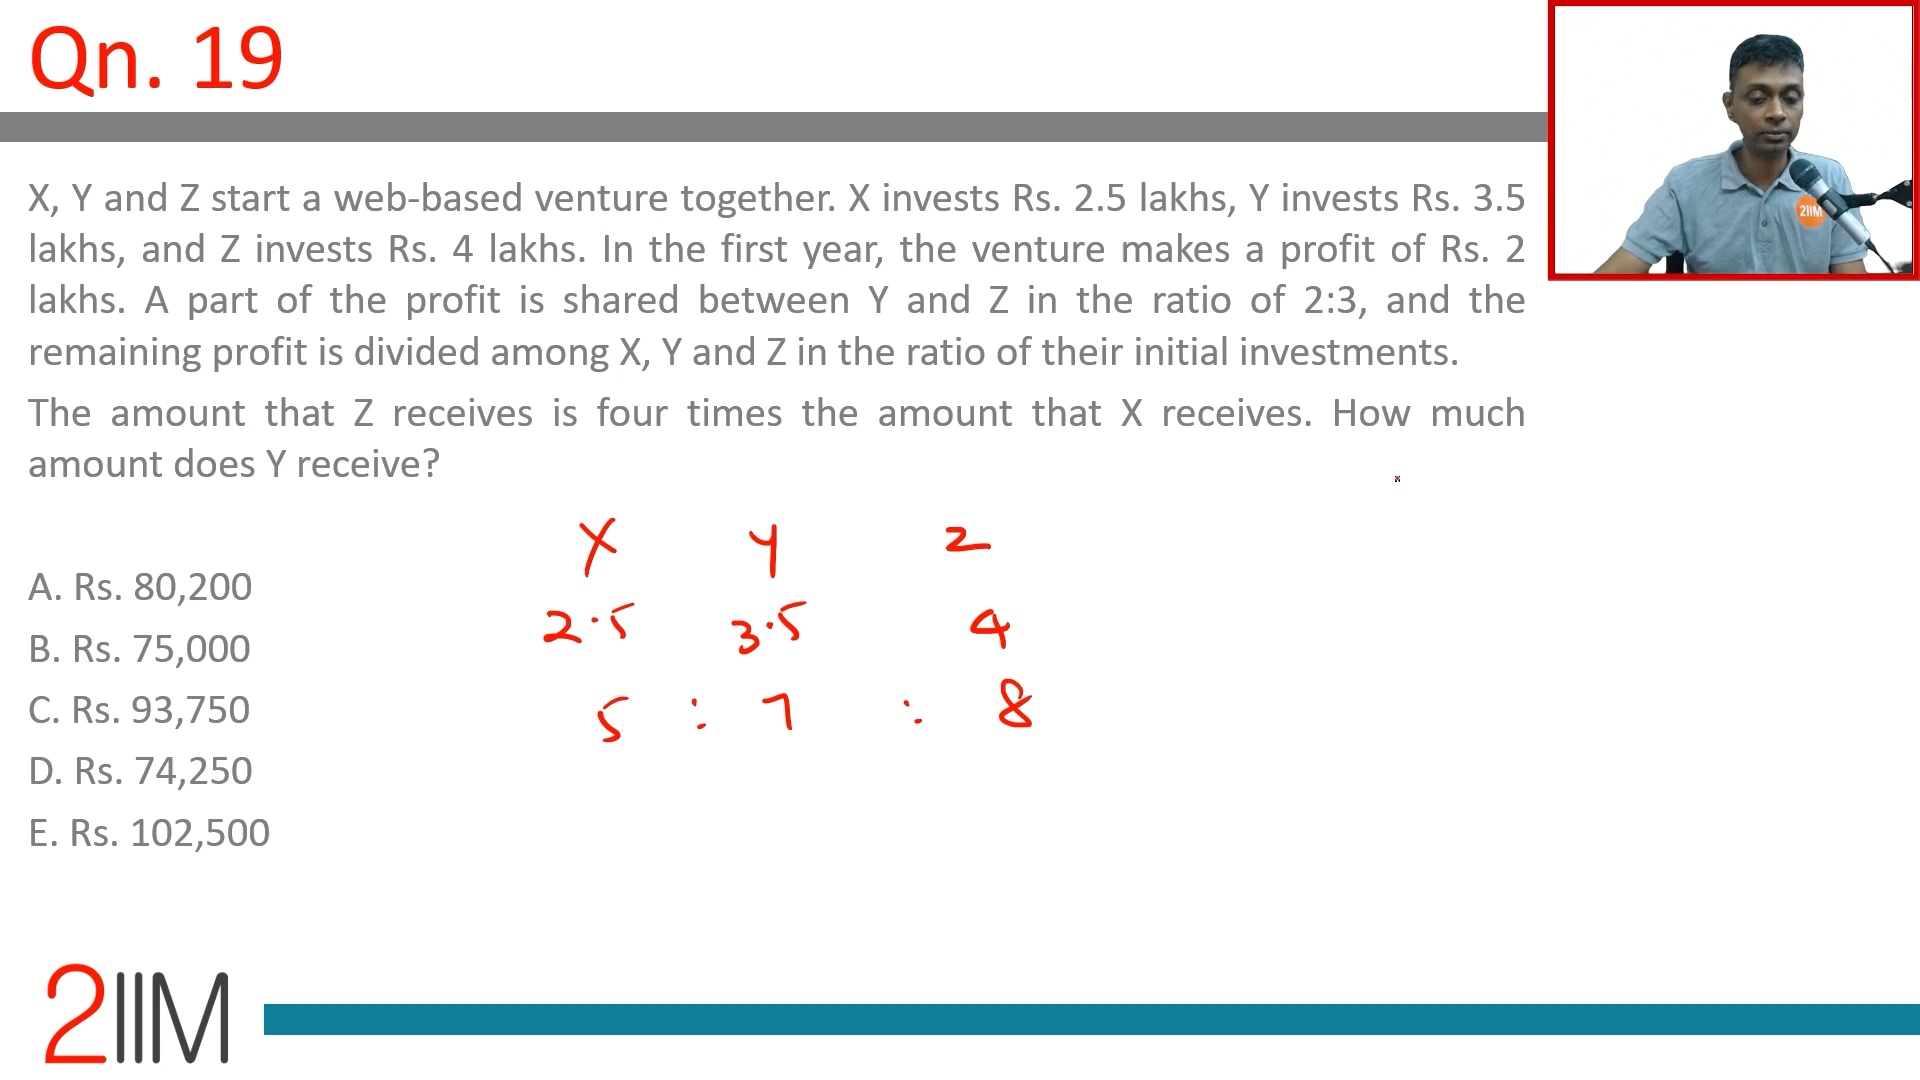 Qn. 19
X, Y and Z start a web-based venture together. X invests Rs. 2.5 lakhs, Y invests Rs. 3.5
lakhs, and Z invests Rs. 4 lakhs. In the first year, the venture makes a profit of Rs. 2
lakhs. A part of the profit is shared between Y and Z in the ratio of 2:3, and the
remaining profit is divided among X, Y and Z in the ratio of their initial investments.
The amount that Z receives is four times the amount that X receives. How much
amount does Y receive?
X Y Z
A. Rs. 80,200
2.5 3.5 4
B. Rs. 75,000
C. Rs. 93,750
5 : 7 : 8
D. Rs. 74,250
E. Rs. 102,500
2IIM
2IIM